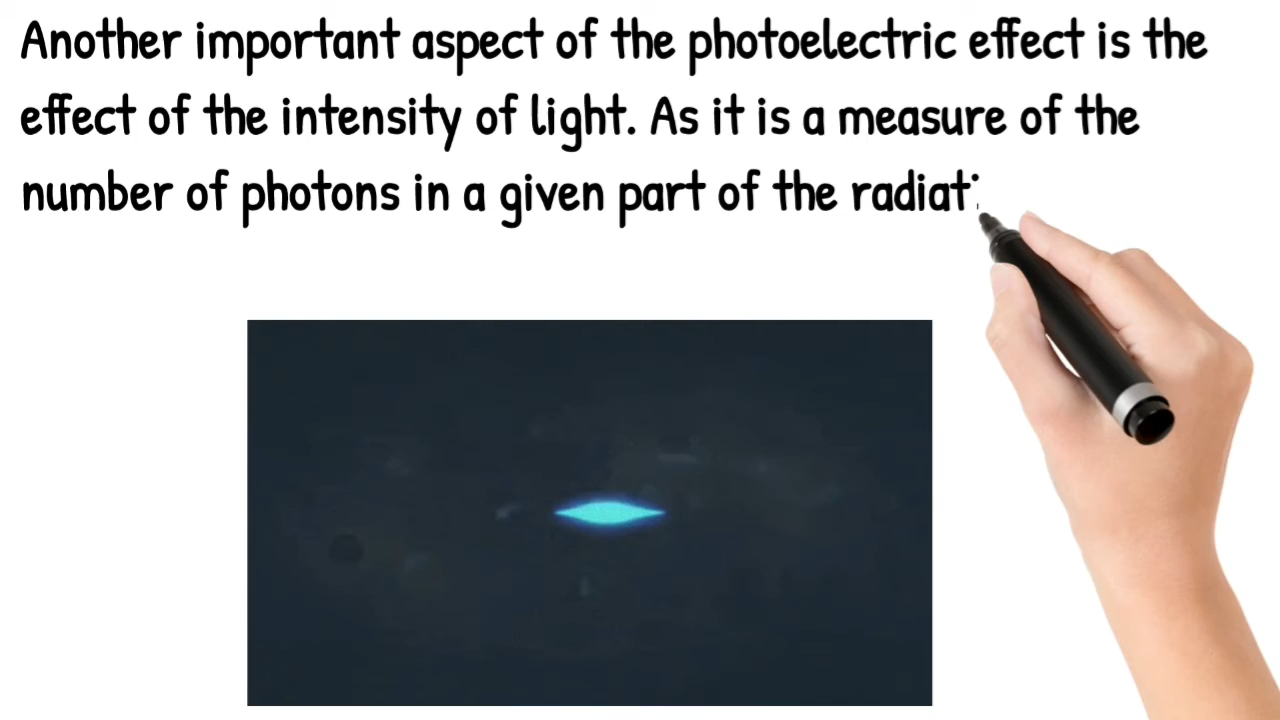 Another important aspect of the photoelectric effect is the
effect of the intensity of light. As it is a measure of the
number of photons in a given part of the radiat